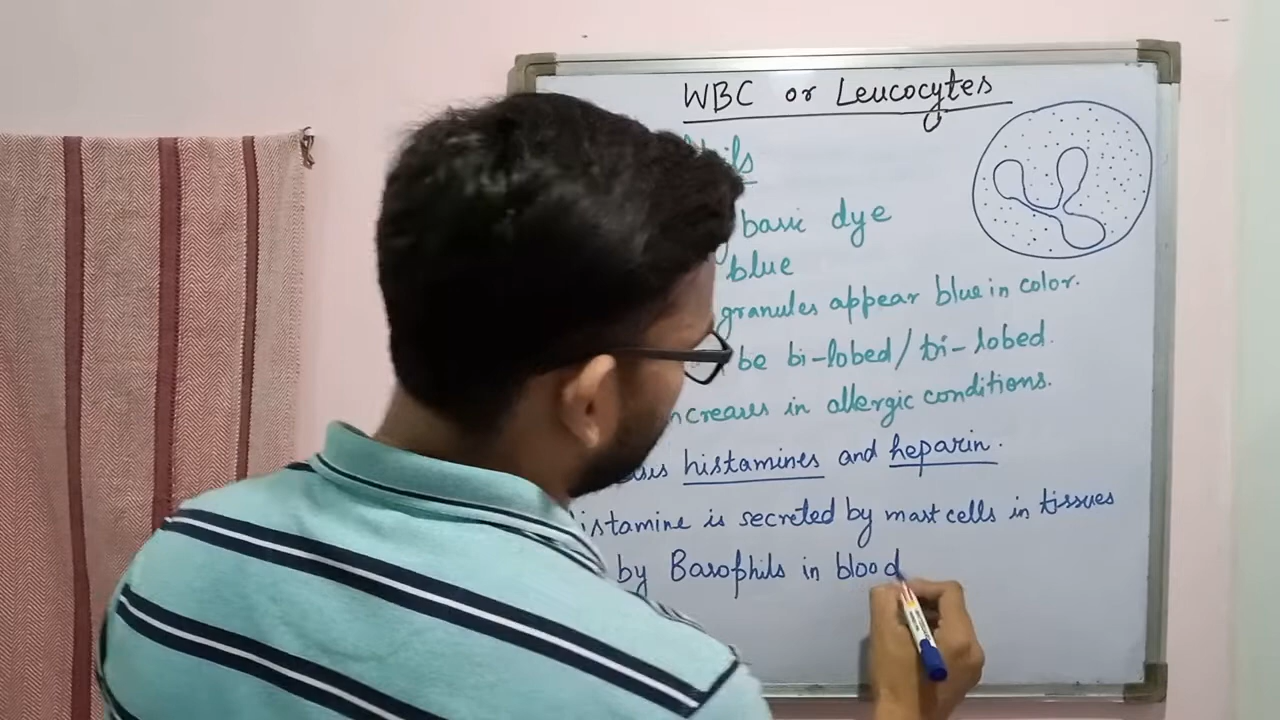 WBC or Leucocytes
basic dye
blue
granules appear blue in color.
be bi-lobed/tri-lobed.
ncreases in allergic conditions.
histamines and heparin.
istamine is secreted by mast cells in tissues
by Basophils in blood